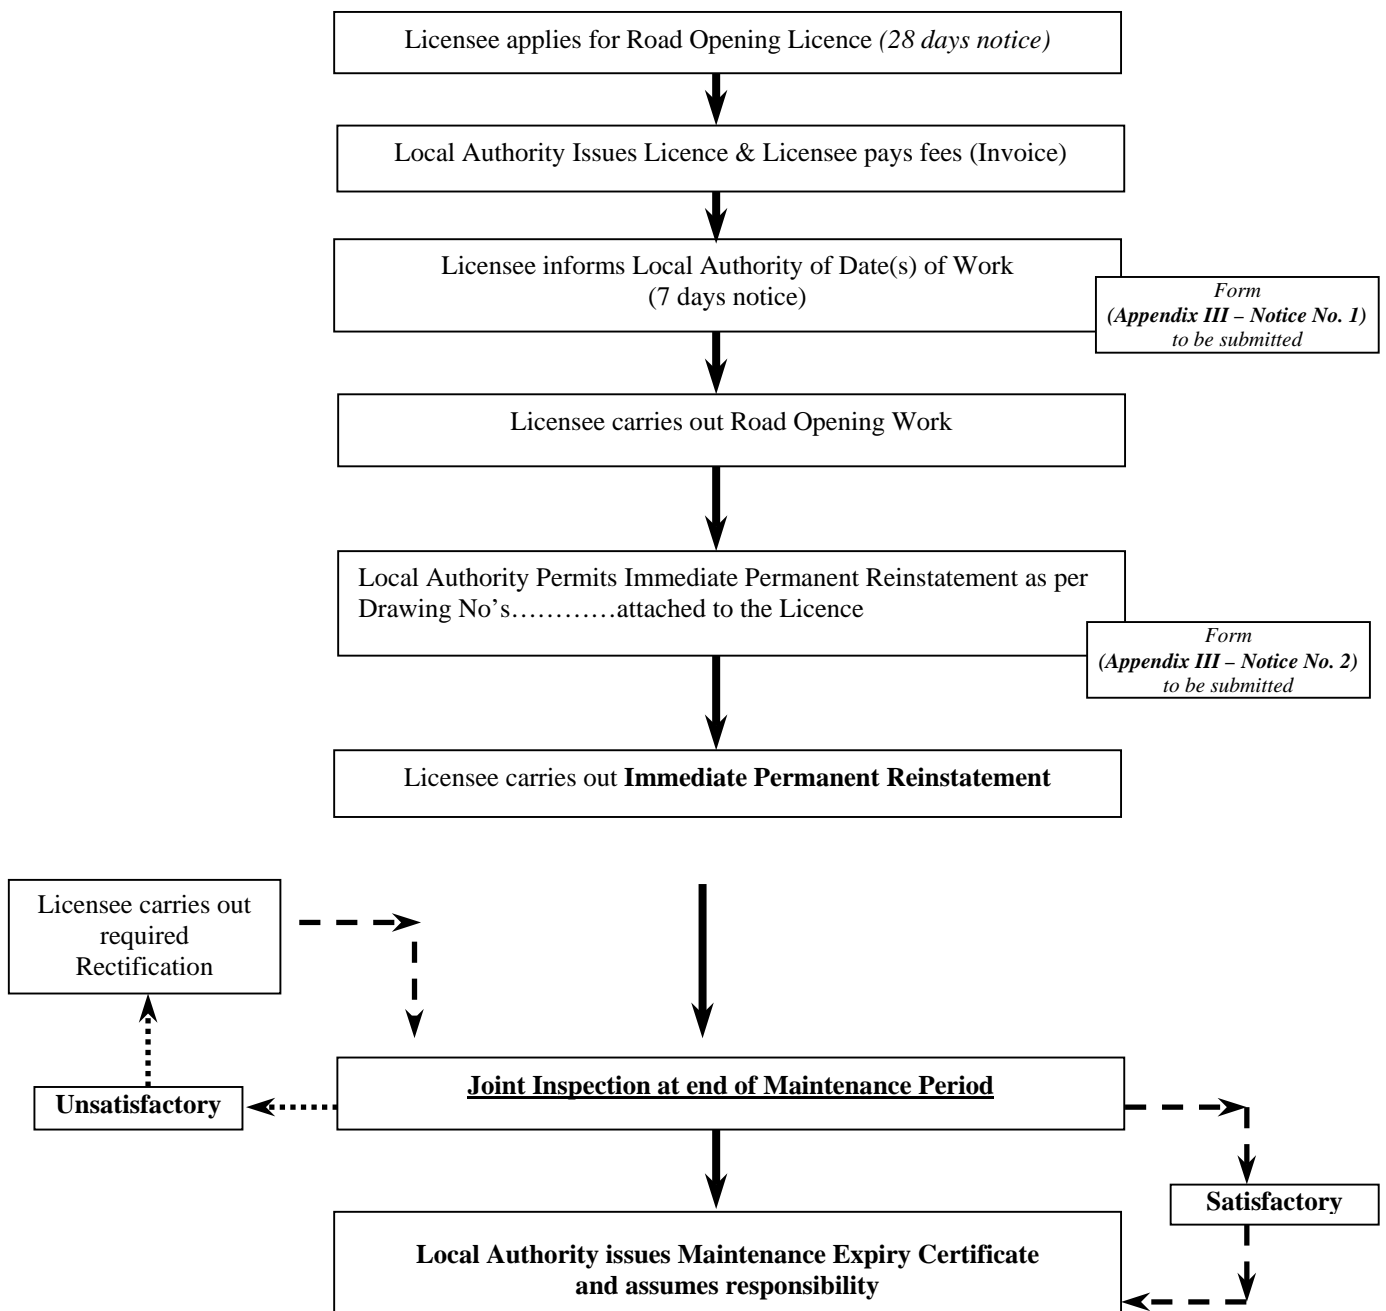 Licensee applies for Road Opening Licence (28 days notice)
Local Authority Issues Licence & Licensee pays fees (Invoice)
Licensee informs Local Authority of Date(s) of Work
(7 days notice)
Form
(Appendix III – Notice No. 1)
to be submitted
Licensee carries out Road Opening Work
Local Authority Permits Immediate Permanent Reinstatement as per
Drawing No’s…………attached to the Licence
Form
(Appendix III – Notice No. 2)
to be submitted
Licensee carries out Immediate Permanent Reinstatement
Licensee carries out
required
Rectification
Joint Inspection at end of Maintenance Period
Unsatisfactory
Satisfactory
Local Authority issues Maintenance Expiry Certificate
and assumes responsibility